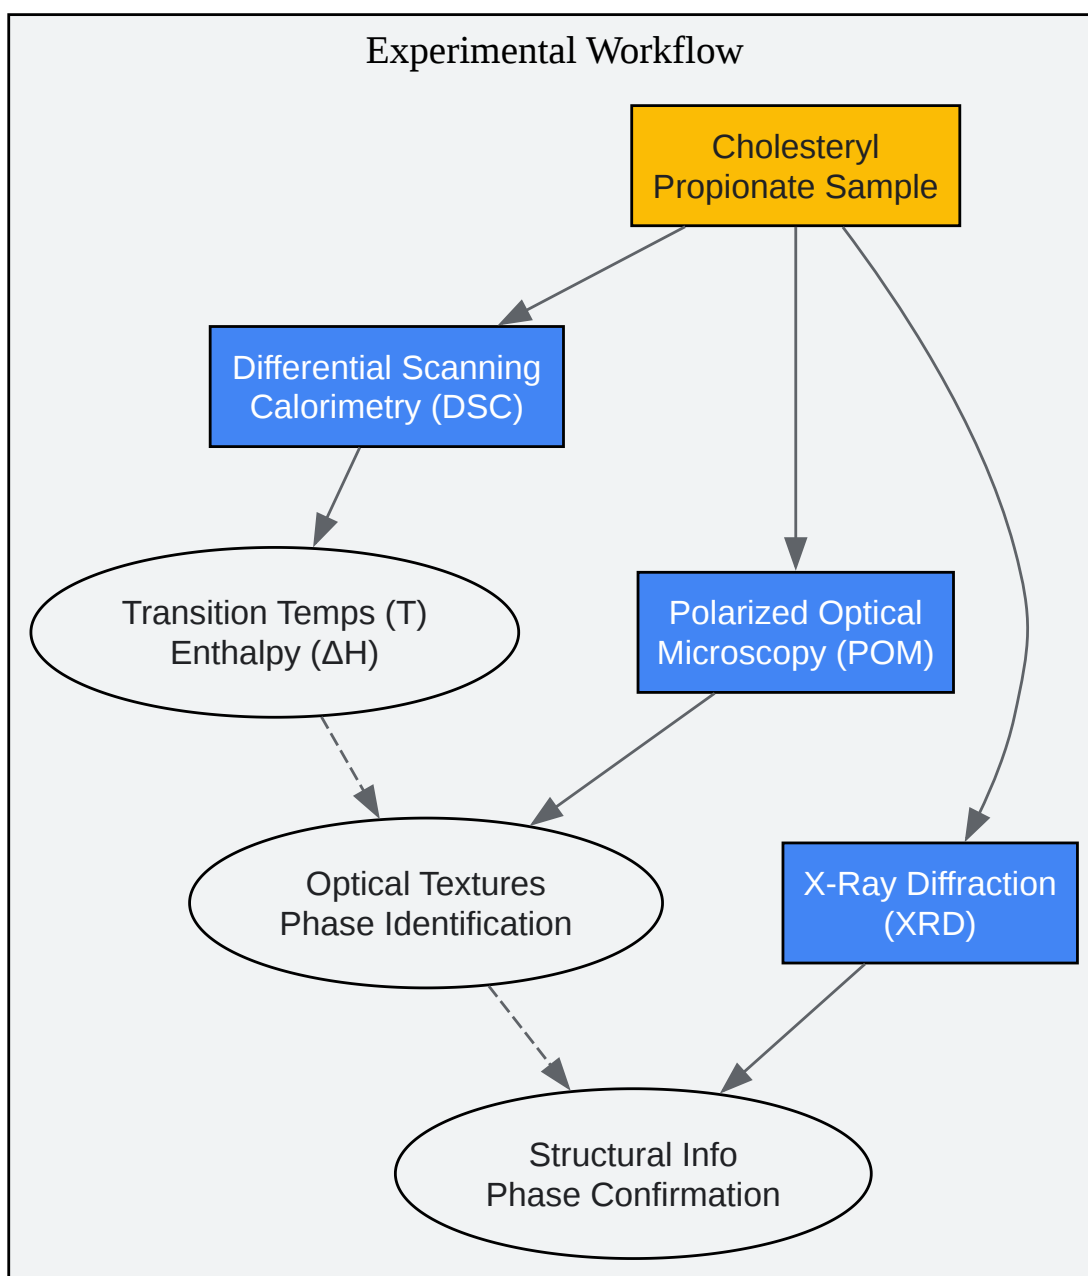 Experimental Workflow
Cholesteryl
Propionate Sample
Differential Scanning
Calorimetry (DSC)
Transition Temps (T)
Enthalpy (ΔH)
Polarized Optical
Microscopy (POM)
Optical Textures
Phase Identification
X-Ray Diffraction
(XRD)
Structural Info
Phase Confirmation